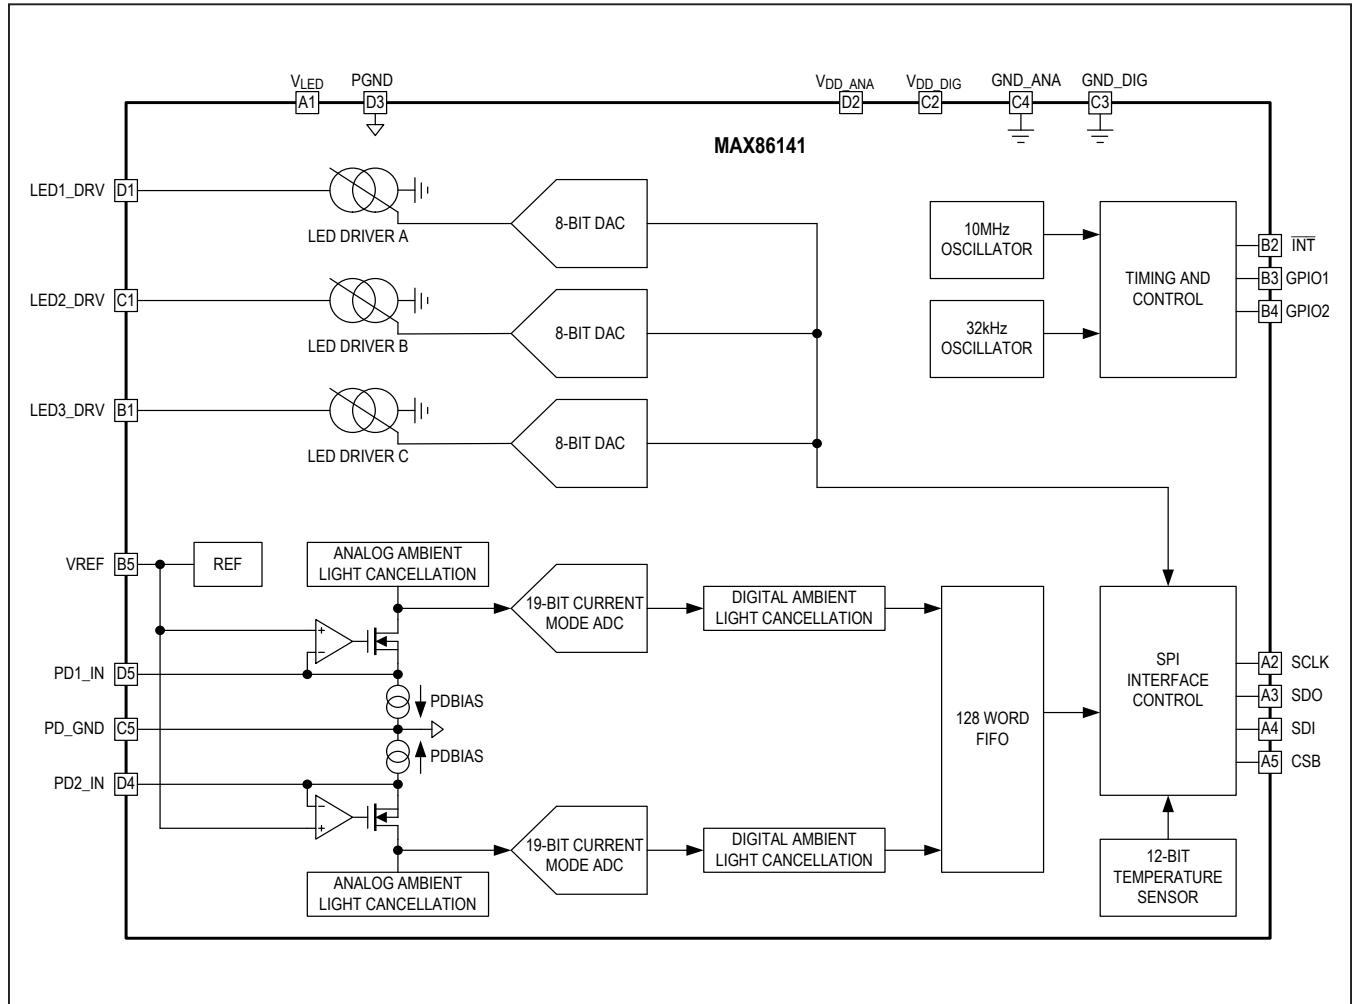 VLED PGND VDD_ANA VDD_DIG GND_ANA GND_DIG
A1 D3 D2 C2 C4 C3
MAX86141
LED1_DRV D1
LED DRIVER A
8-BIT DAC
10MHz
OSCILLATOR
TIMING AND
CONTROL
B2 INT
B3 GPIO1
B4 GPIO2
LED2_DRV C1
LED DRIVER B
8-BIT DAC
32kHz
OSCILLATOR
LED3_DRV B1
LED DRIVER C
8-BIT DAC
VREF B5
REF
ANALOG AMBIENT
LIGHT CANCELLATION
19-BIT CURRENT
MODE ADC
DIGITAL AMBIENT
LIGHT CANCELLATION
+
−
PD1_IN D5
PDBIAS
PD_GND C5
PDBIAS
PD2_IN D4
−
+
128 WORD
FIFO
SPI
INTERFACE
CONTROL
A2 SCLK
A3 SDO
A4 SDI
A5 CSB
19-BIT CURRENT
MODE ADC
DIGITAL AMBIENT
LIGHT CANCELLATION
ANALOG AMBIENT
LIGHT CANCELLATION
12-BIT
TEMPERATURE
SENSOR